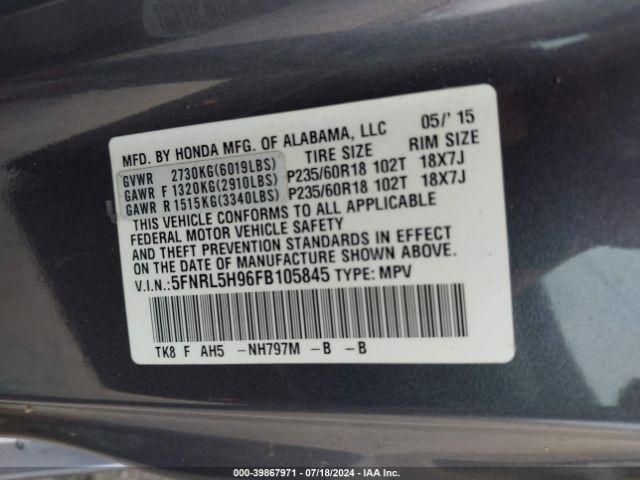 MFD. BY HONDA MFG. OF ALABAMA, LLC 05/' 15
TIRE SIZE RIM SIZE
GVWR 2730KG(6019LBS)
GAWR F 1320KG(2910LBS) P235/60R18 102T 18X7J
GAWR R 1515KG(3340LBS) P235/60R18 102T 18X7J
THIS VEHICLE CONFORMS TO ALL APPLICABLE
FEDERAL MOTOR VEHICLE SAFETY
AND THEFT PREVENTION STANDARDS IN EFFECT
ON THE DATE OF MANUFACTURE SHOWN ABOVE.
V.I.N.:5FNRL5H96FB105845 TYPE: MPV
TK8 F AH5 -NH797M -B -B
000-39867971 | 07/18/2024 | IAA Inc.